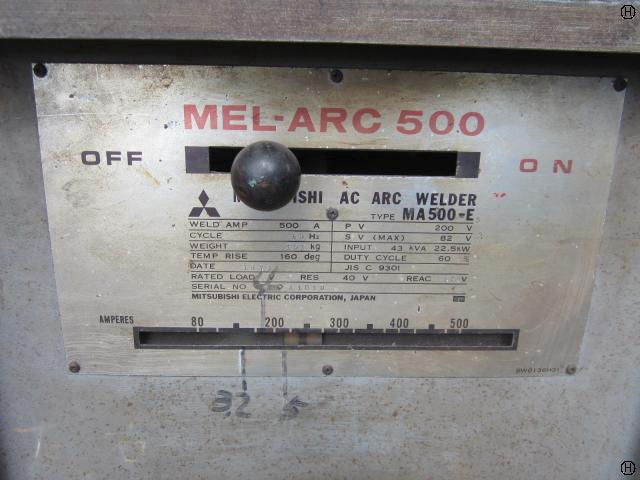 MEL-ARC 500
OFF
ON
AC ARC WELDER
TYPE MA500-E
WELD AMP 500 A P V 200 V
CYCLE Hz S V (MAX) 82 V
WEIGHT kg INPUT 43 kVA 22.5kW
TEMP RISE 160 deg DUTY CYCLE 60 %
DATE JIS C 9301
RATED LOAD V RES 40 V REAC V
SERIAL NO
MITSUBISHI ELECTRIC CORPORATION, JAPAN
AMPERES 80 200 300 400 500
3,2 5